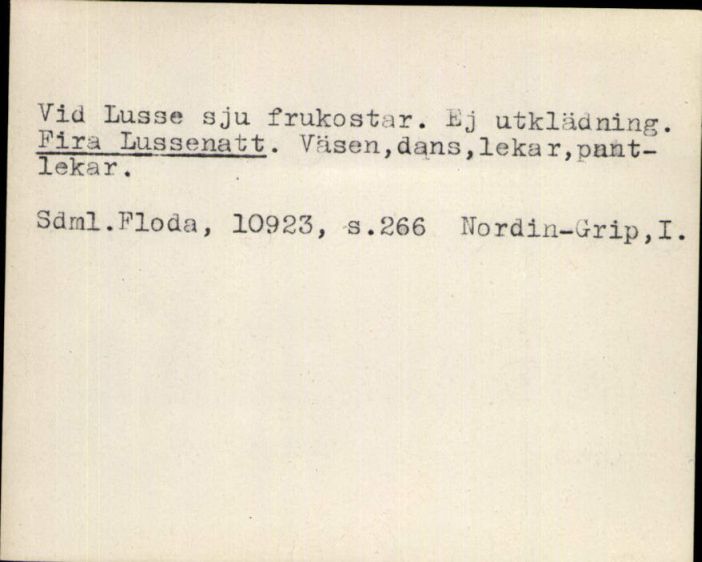 Vid Lusse sju frukostar. Ej utklädning.
Fira Lussenatt. Väsen,dans,lekar,pant-
lekar.
Sdml.Floda, 10923, s.266 Nordin-Grip,I.